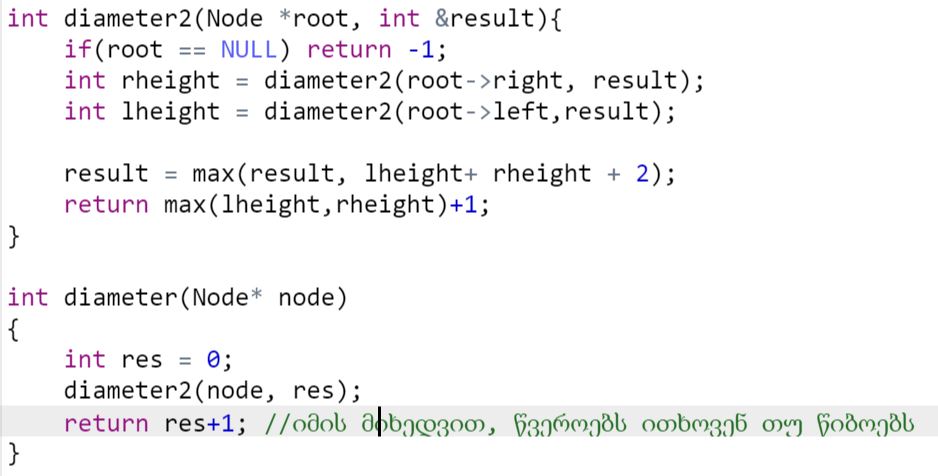 int diameter2(Node *root, int &result){
if(root == NULL) return -1;
int rheight = diameter2(root->right, result);
int lheight = diameter2(root->left,result);
result = max(result, lheight+ rheight + 2);
return max(lheight,rheight)+1;
}
int diameter(Node* node)
{
int res = 0;
diameter2(node, res);
return res+1; //იმის მიხედვით, წვეროებს ითხოვენ თუ წიბოებს
}